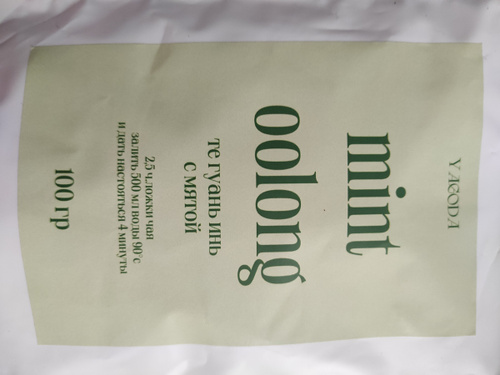 YAGODA
mint
oolong
те гуань инь
с мятой
2,5 ч.ложки чая
залить 500 мл воды 90°с
и дать настояться 4 минуты
100 гр